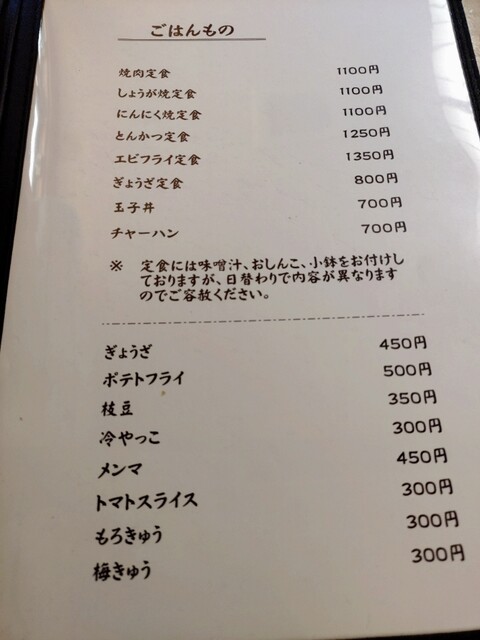 ごはんもの
焼肉定食 1100円
しょうが焼定食 1100円
にんにく焼定食 1100円
とんかつ定食 1250円
エビフライ定食 1350円
ぎょうざ定食 800円
玉子丼 700円
チャーハン 700円
※ 定食には味噌汁、おしんこ、小鉢をお付けし
ておりますが、日替わりで内容が異なります
のでご容赦ください。
ぎょうざ 450円
ポテトフライ 500円
枝豆 350円
冷やっこ 300円
メンマ 450円
トマトスライス 300円
もろきゅう 300円
梅きゅう 300円